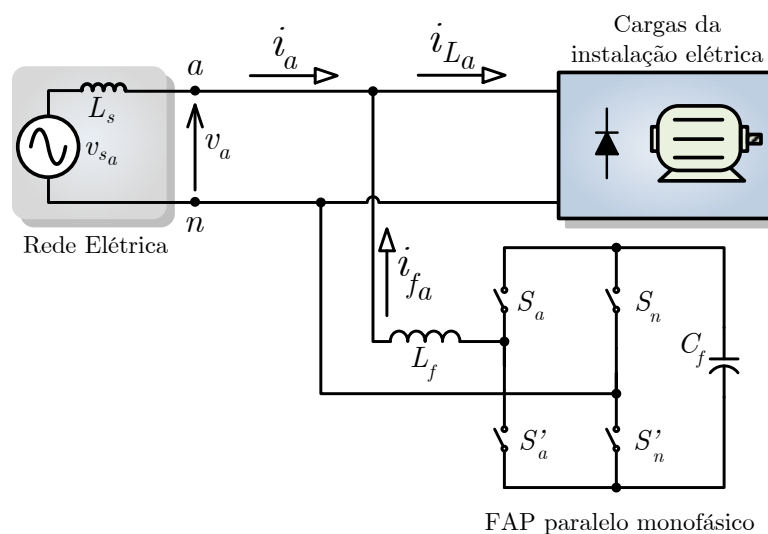 Cargas da
instalação elétrica
i_a
i_{L_a}
a
L_s
v_{s_a}
v_a
n
Rede Elétrica
i_{f_a}
S_a
S_n
L_f
C_f
S'_a
S'_n
FAP paralelo monofásico